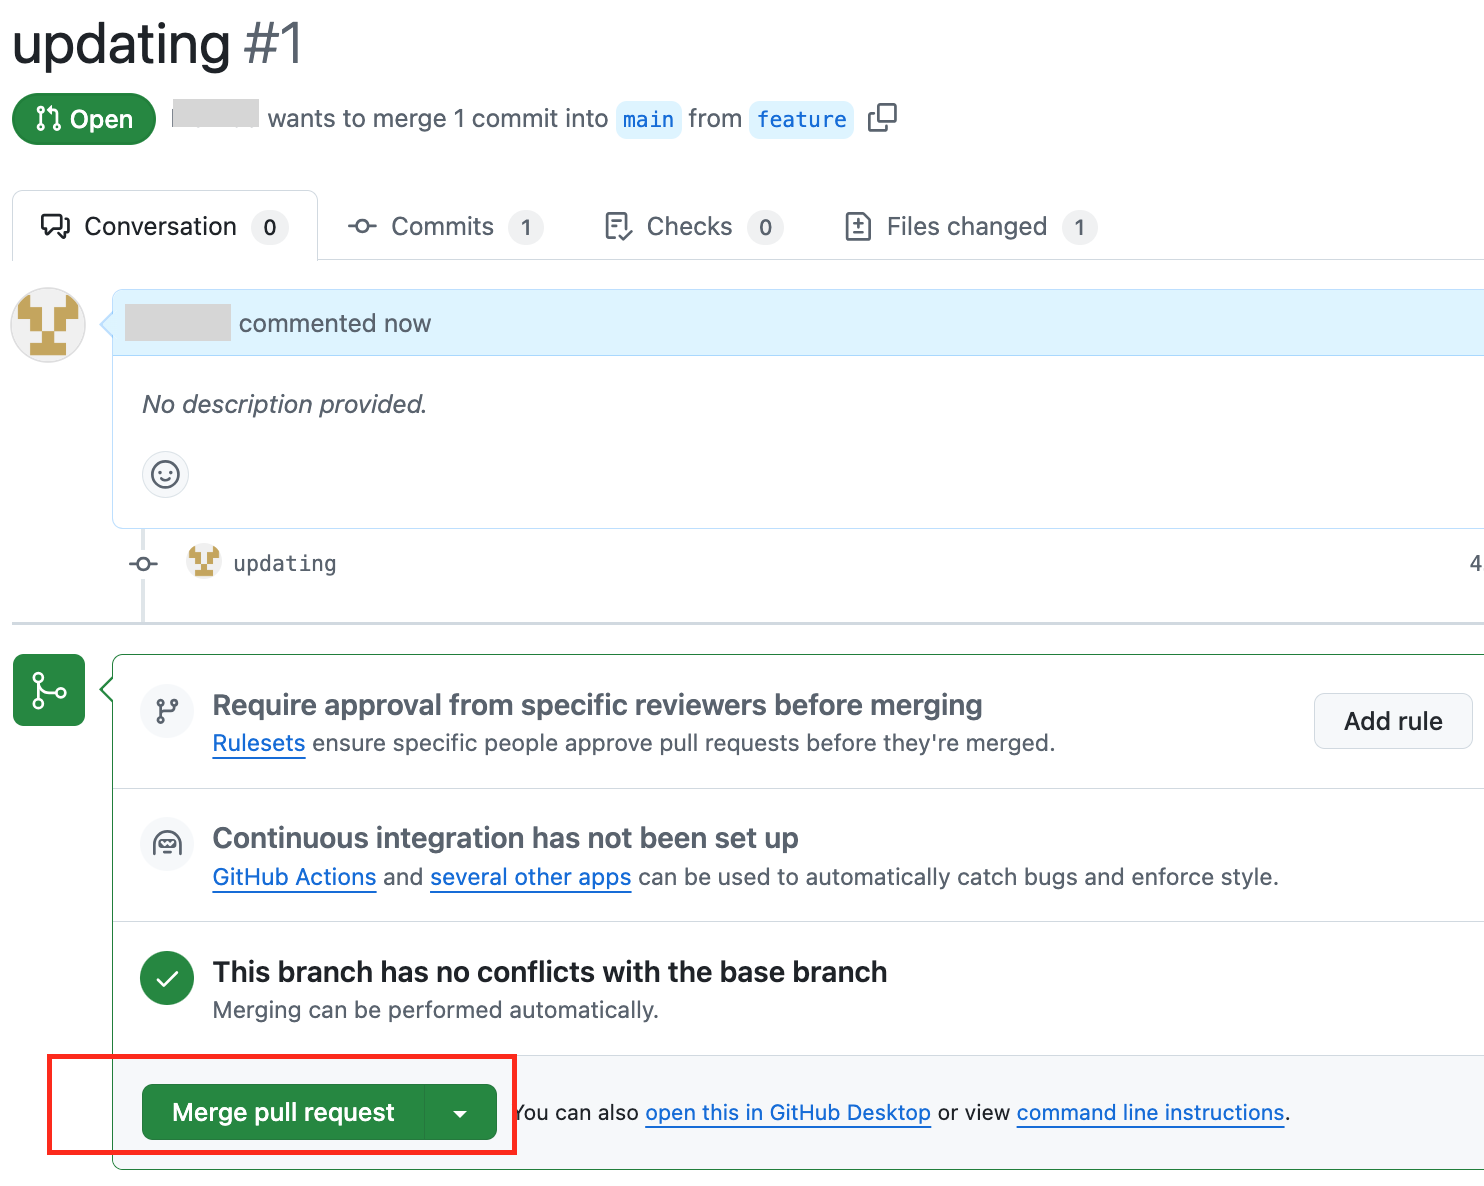 updating #1
Open wants to merge 1 commit into main from feature
Conversation 0 Commits 1 Checks 0 Files changed 1
commented now
No description provided.
updating 4
Require approval from specific reviewers before merging
Rulesets ensure specific people approve pull requests before they're merged.
Add rule
Continuous integration has not been set up
GitHub Actions and several other apps can be used to automatically catch bugs and enforce style.
This branch has no conflicts with the base branch
Merging can be performed automatically.
Merge pull request You can also open this in GitHub Desktop or view command line instructions.